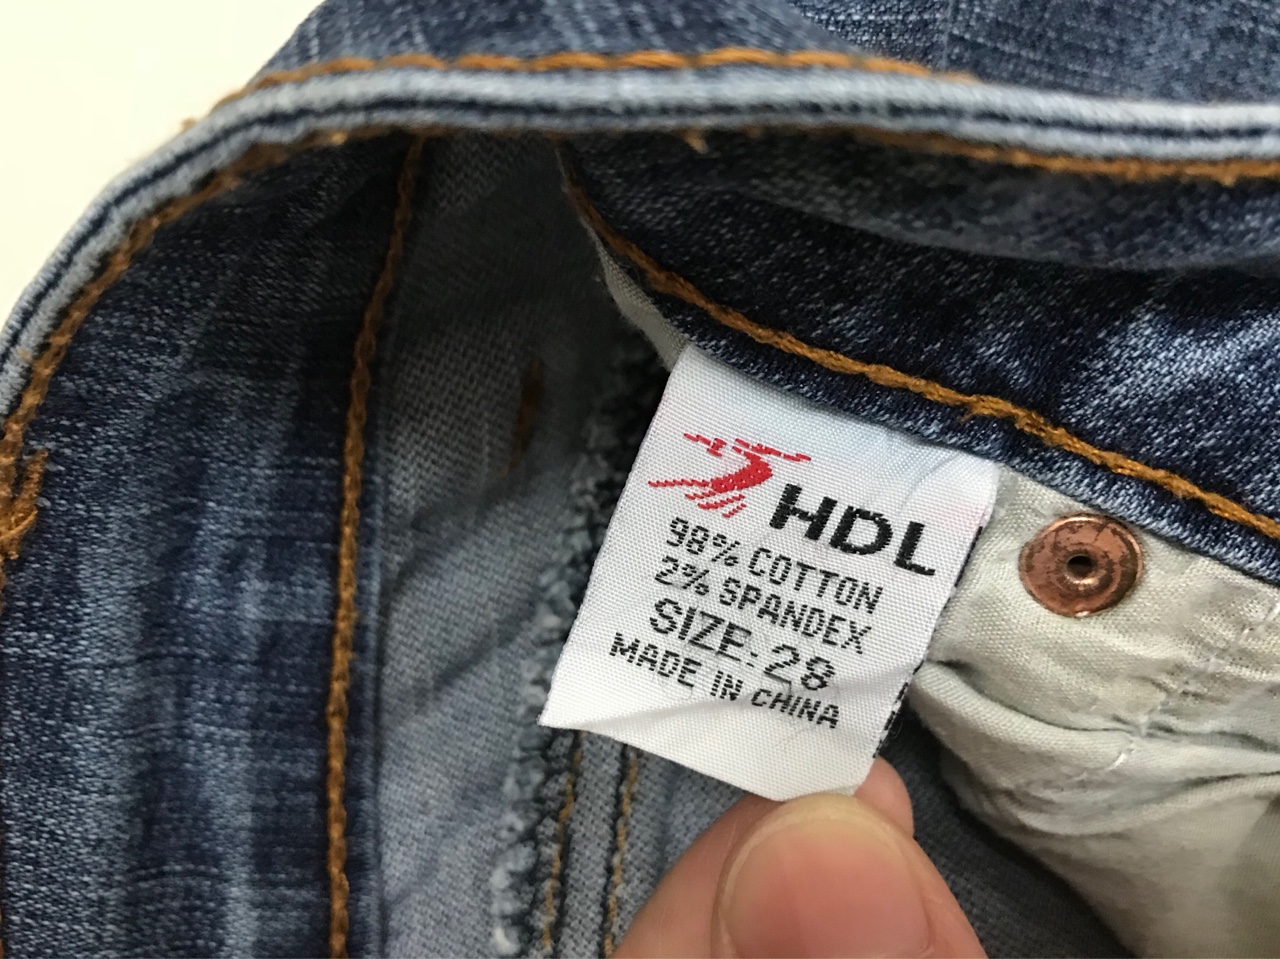 HDL
98% COTTON
2% SPANDEX
SIZE:28
MADE IN CHINA